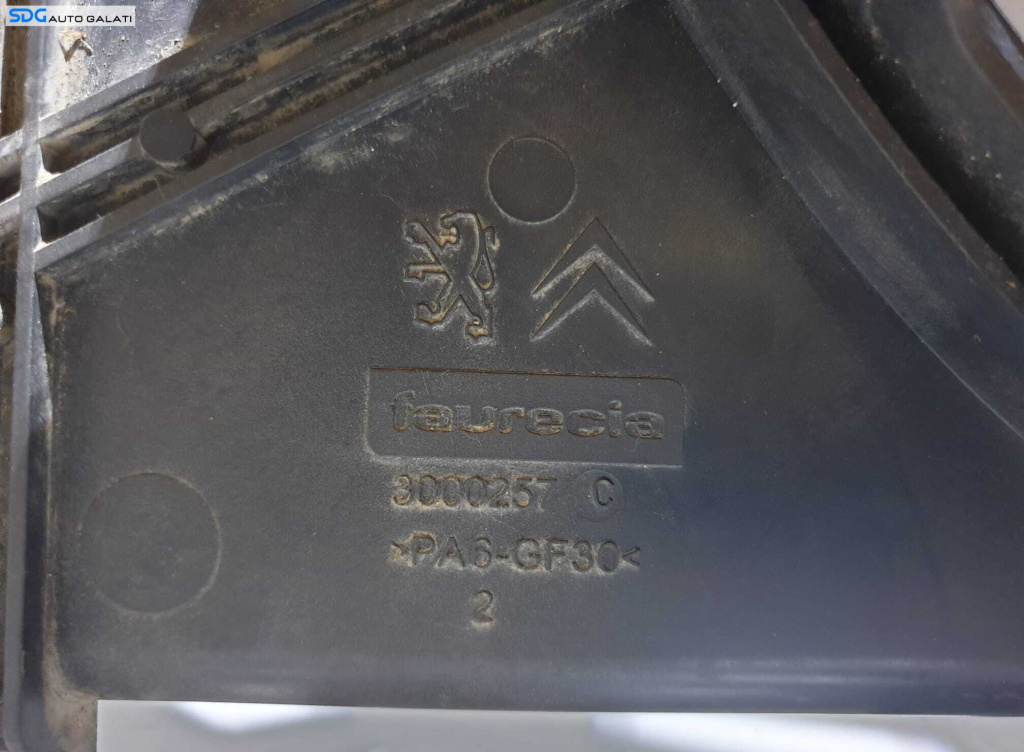 SDG AUTO GALATI
faurecia
3000257 C
>PA6-GF30<
2